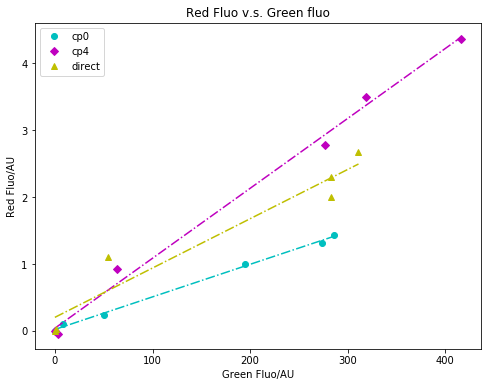 Red Fluo v.s. Green fluo
cp0
cp4
direct
4
3
2
1
0
Red Fluo/AU
0 100 200 300 400
Green Fluo/AU